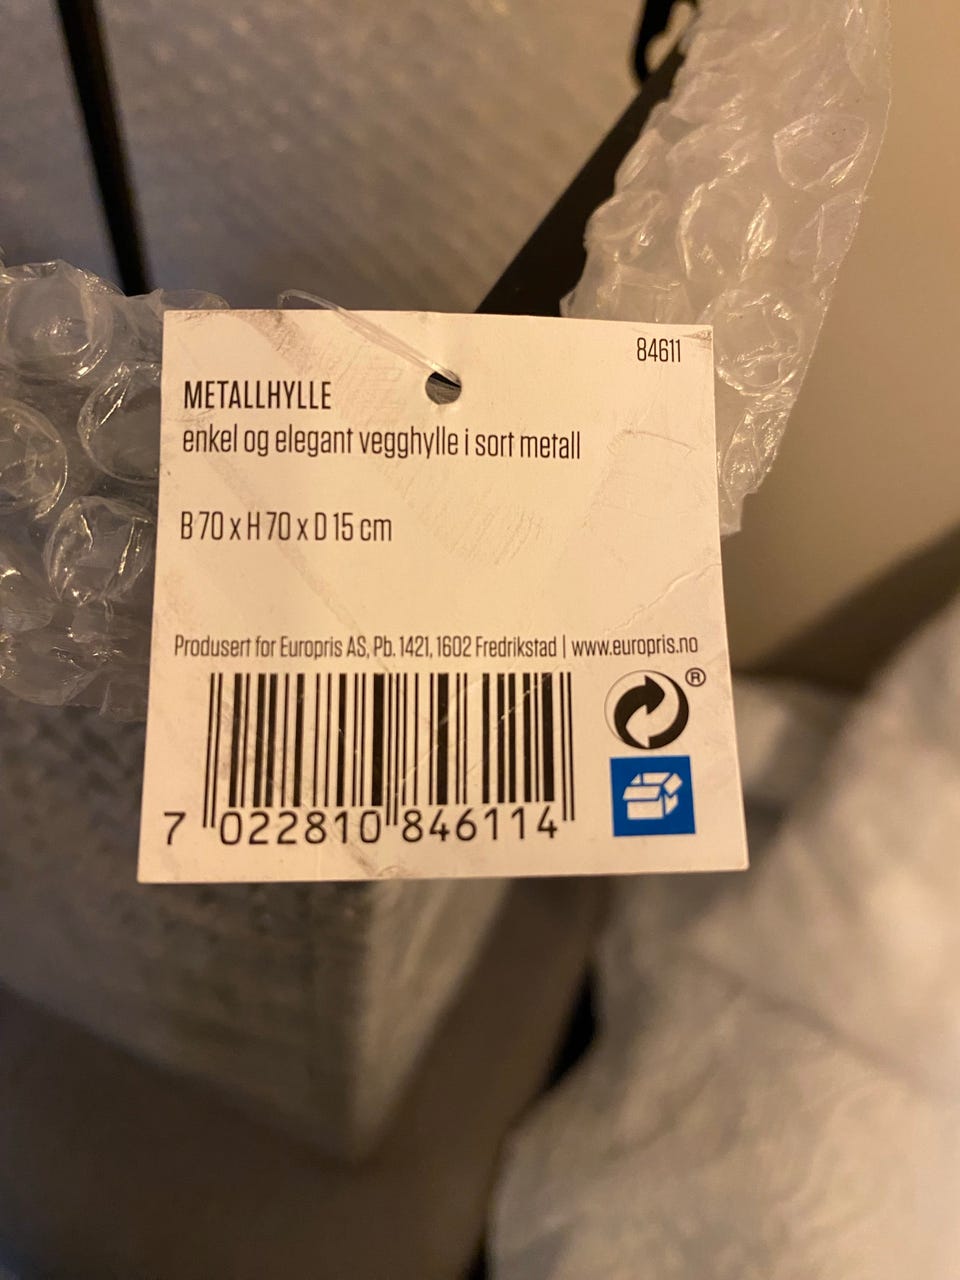 84611
METALLHYLLE
enkel og elegant vegghylle i sort metall
B 70 x H 70 x D 15 cm
Produsert for Europris AS, Pb. 1421, 1602 Fredrikstad | www.europris.no
®
7 022810 846114